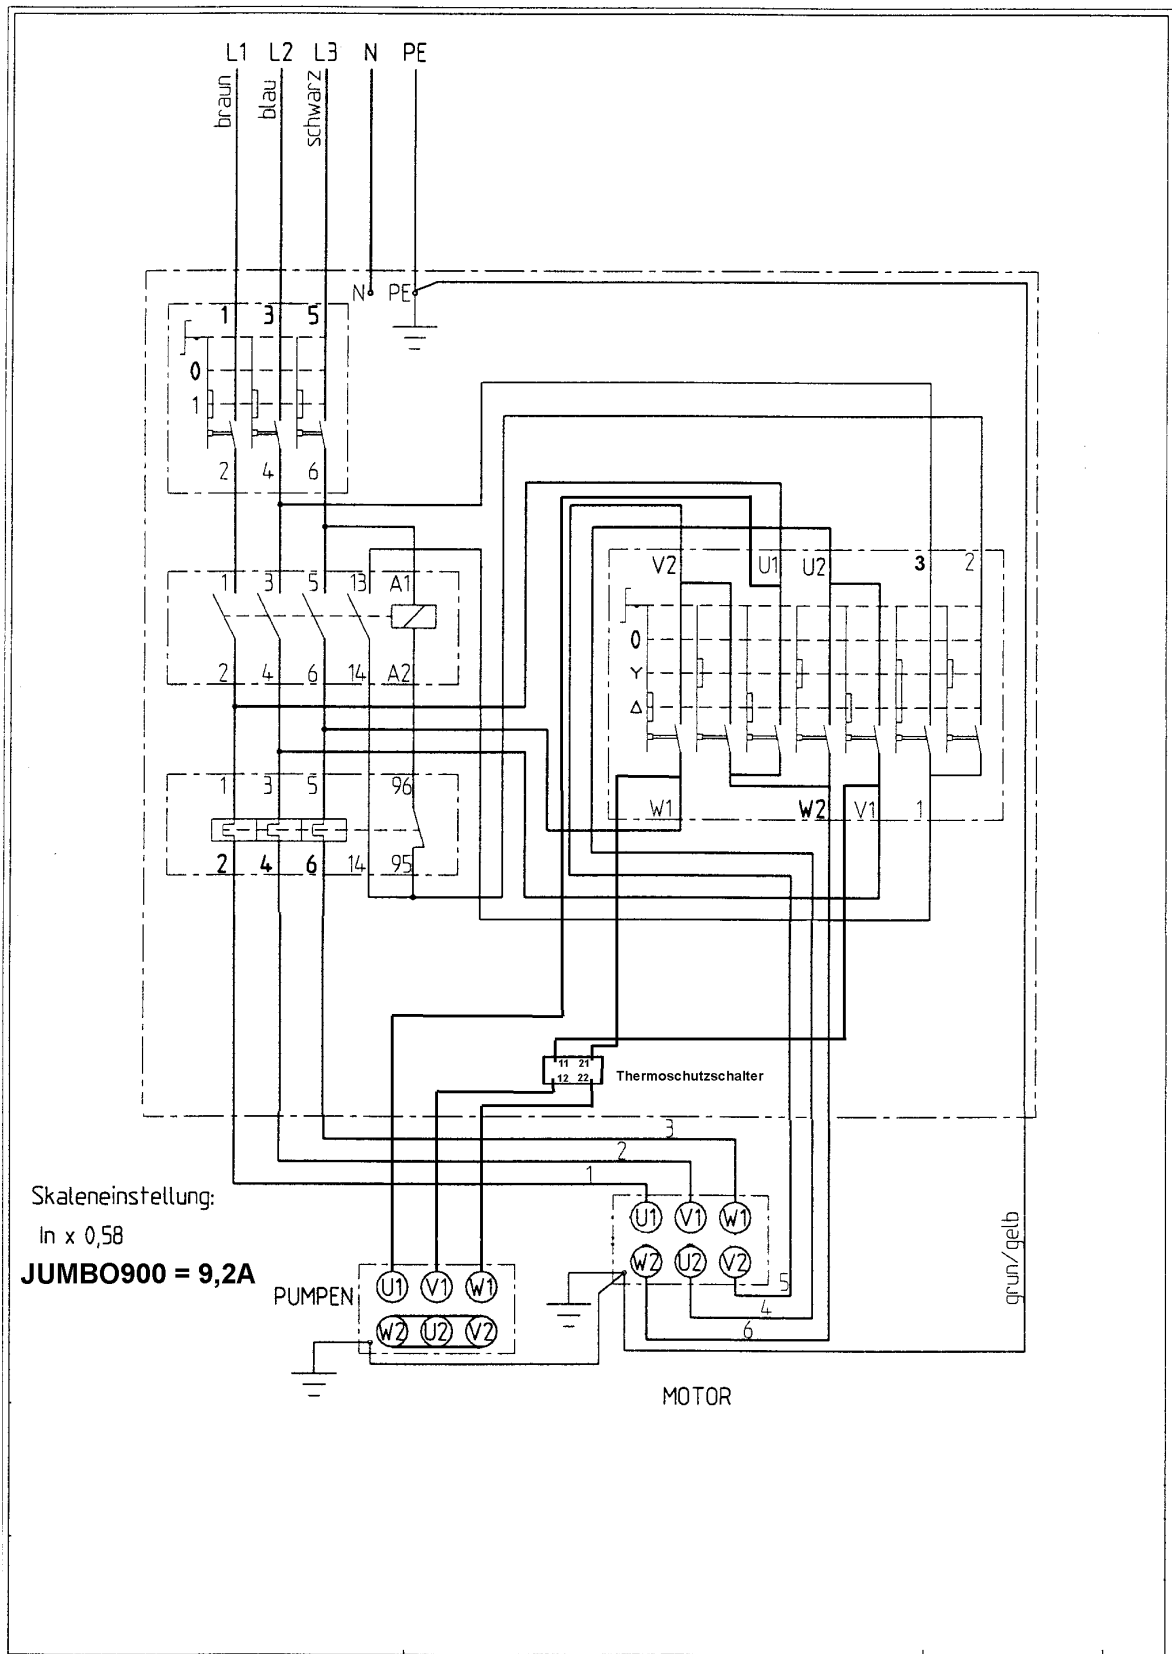 L1 L2 L3 N PE
braun
blau
schwarz
N PE
1 3 5
0
1
2 4 6
V2 U1 U2 3 2
1 3 5 13 A1
0
Y
2 4 6 14 A2
Δ
1 3 5 96
W1 W2 V1 1
2 4 6 14 95
11 21
12 22
Thermoschutzschalter
3
2
1
Skaleneinstellung:
In x 0,58
JUMBO900 = 9,2A
U1 V1 W1
W2 U2 V2
5
4
6
grun/gelb
PUMPEN
U1 V1 W1
W2 U2 V2
MOTOR